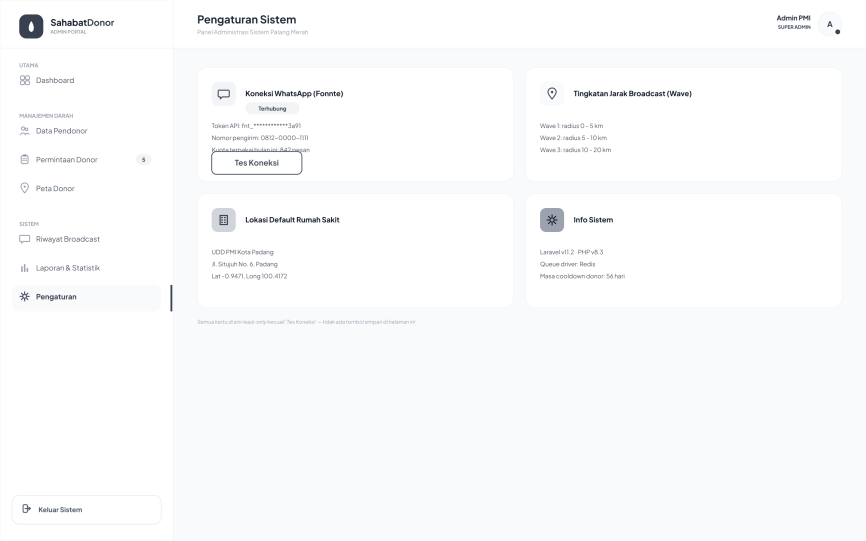 SahabatDonor
ADMIN PORTAL
UTAMA
Dashboard
MANAJEMEN DARAH
Data Pendonor
Permintaan Donor
5
Peta Donor
SISTEM
Riwayat Broadcast
Laporan & Statistik
Pengaturan
Keluar Sistem
Pengaturan Sistem
Panel Administrasi Sistem Palang Merah
Admin PMI
SUPER ADMIN
A
Koneksi WhatsApp (Fonnte)
Terhubung
Token API: fnt_************3a91
Nomor pengirim: 0812-0000-1111
Kuota terpakai bulan ini: 842 pesan
Tes Koneksi
Tingkatan Jarak Broadcast (Wave)
Wave 1: radius 0 - 5 km
Wave 2: radius 5 - 10 km
Wave 3: radius 10 - 20 km
Lokasi Default Rumah Sakit
UDD PMI Kota Padang
Jl. Situjuh No. 6, Padang
Lat -0.9471, Long 100.4172
Info Sistem
Laravel v11.2 · PHP v8.3
Queue driver: Redis
Masa cooldown donor: 56 hari
Semua kartu di sini read-only kecuali 'Tes Koneksi' — tidak ada tombol simpan di halaman ini